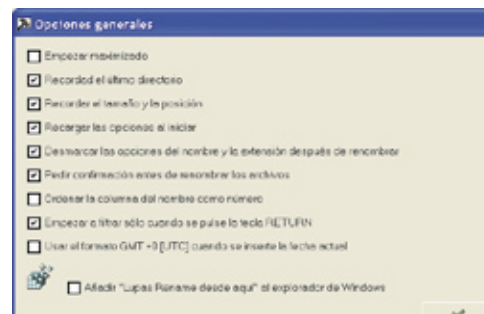 Opciones generales
Empezar maximizado
Recordad el último directorio
Recordar el tamaño y la posición
Recargar las opciones al iniciar
Desmarcar las opciones del nombre y la extensión después de renombrar
Pedir confirmación antes de renombrar los archivos
Ordenar la columna del nombre como número
Empezar a filtrar sólo cuando se pulse la tecla RETURN
Usar el formato GMT +0 [UTC] cuando se inserte la fecha actual
Añadir "Lupas Rename desde aquí" al explorador de Windows